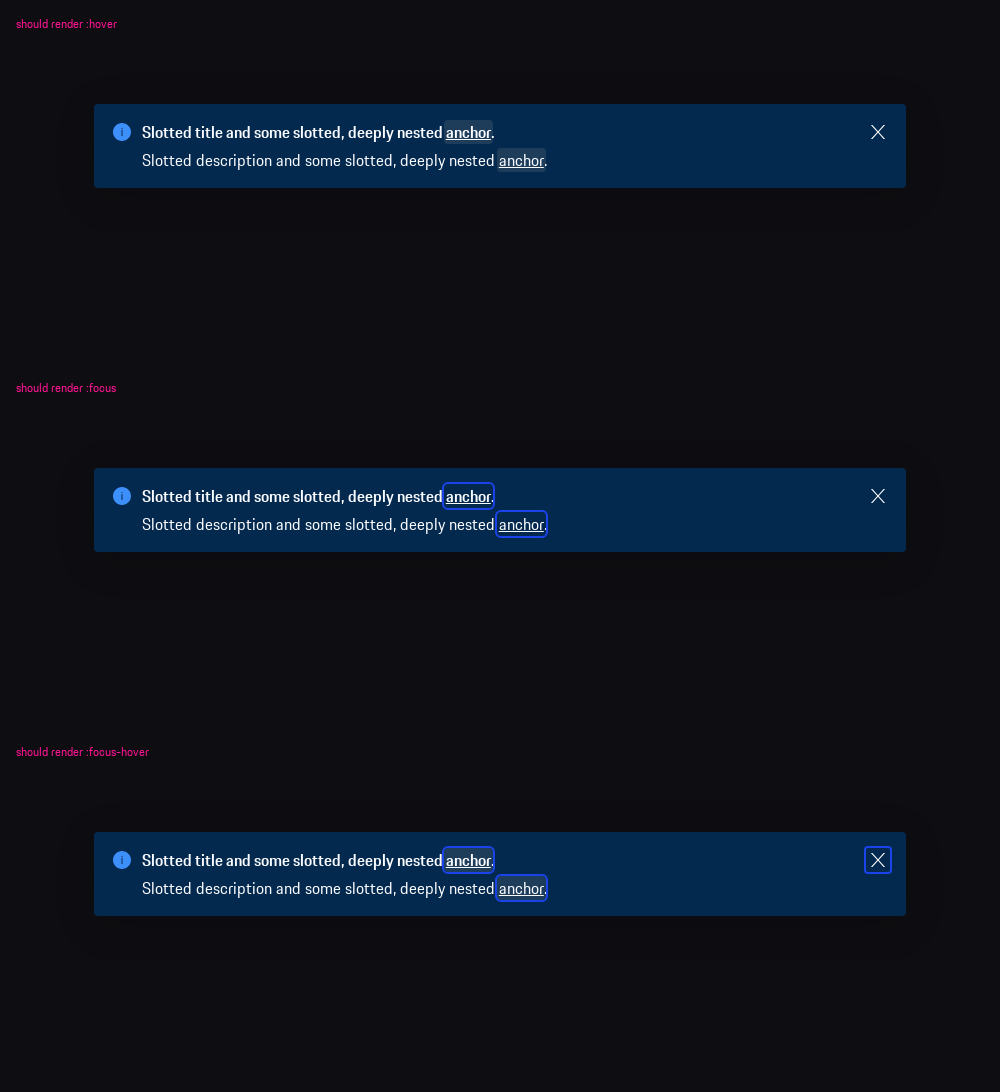 should render :hover
Slotted title and some slotted, deeply nested anchor.
Slotted description and some slotted, deeply nested anchor.
should render :focus
Slotted title and some slotted, deeply nested anchor.
Slotted description and some slotted, deeply nested anchor.
should render :focus-hover
Slotted title and some slotted, deeply nested anchor.
Slotted description and some slotted, deeply nested anchor.